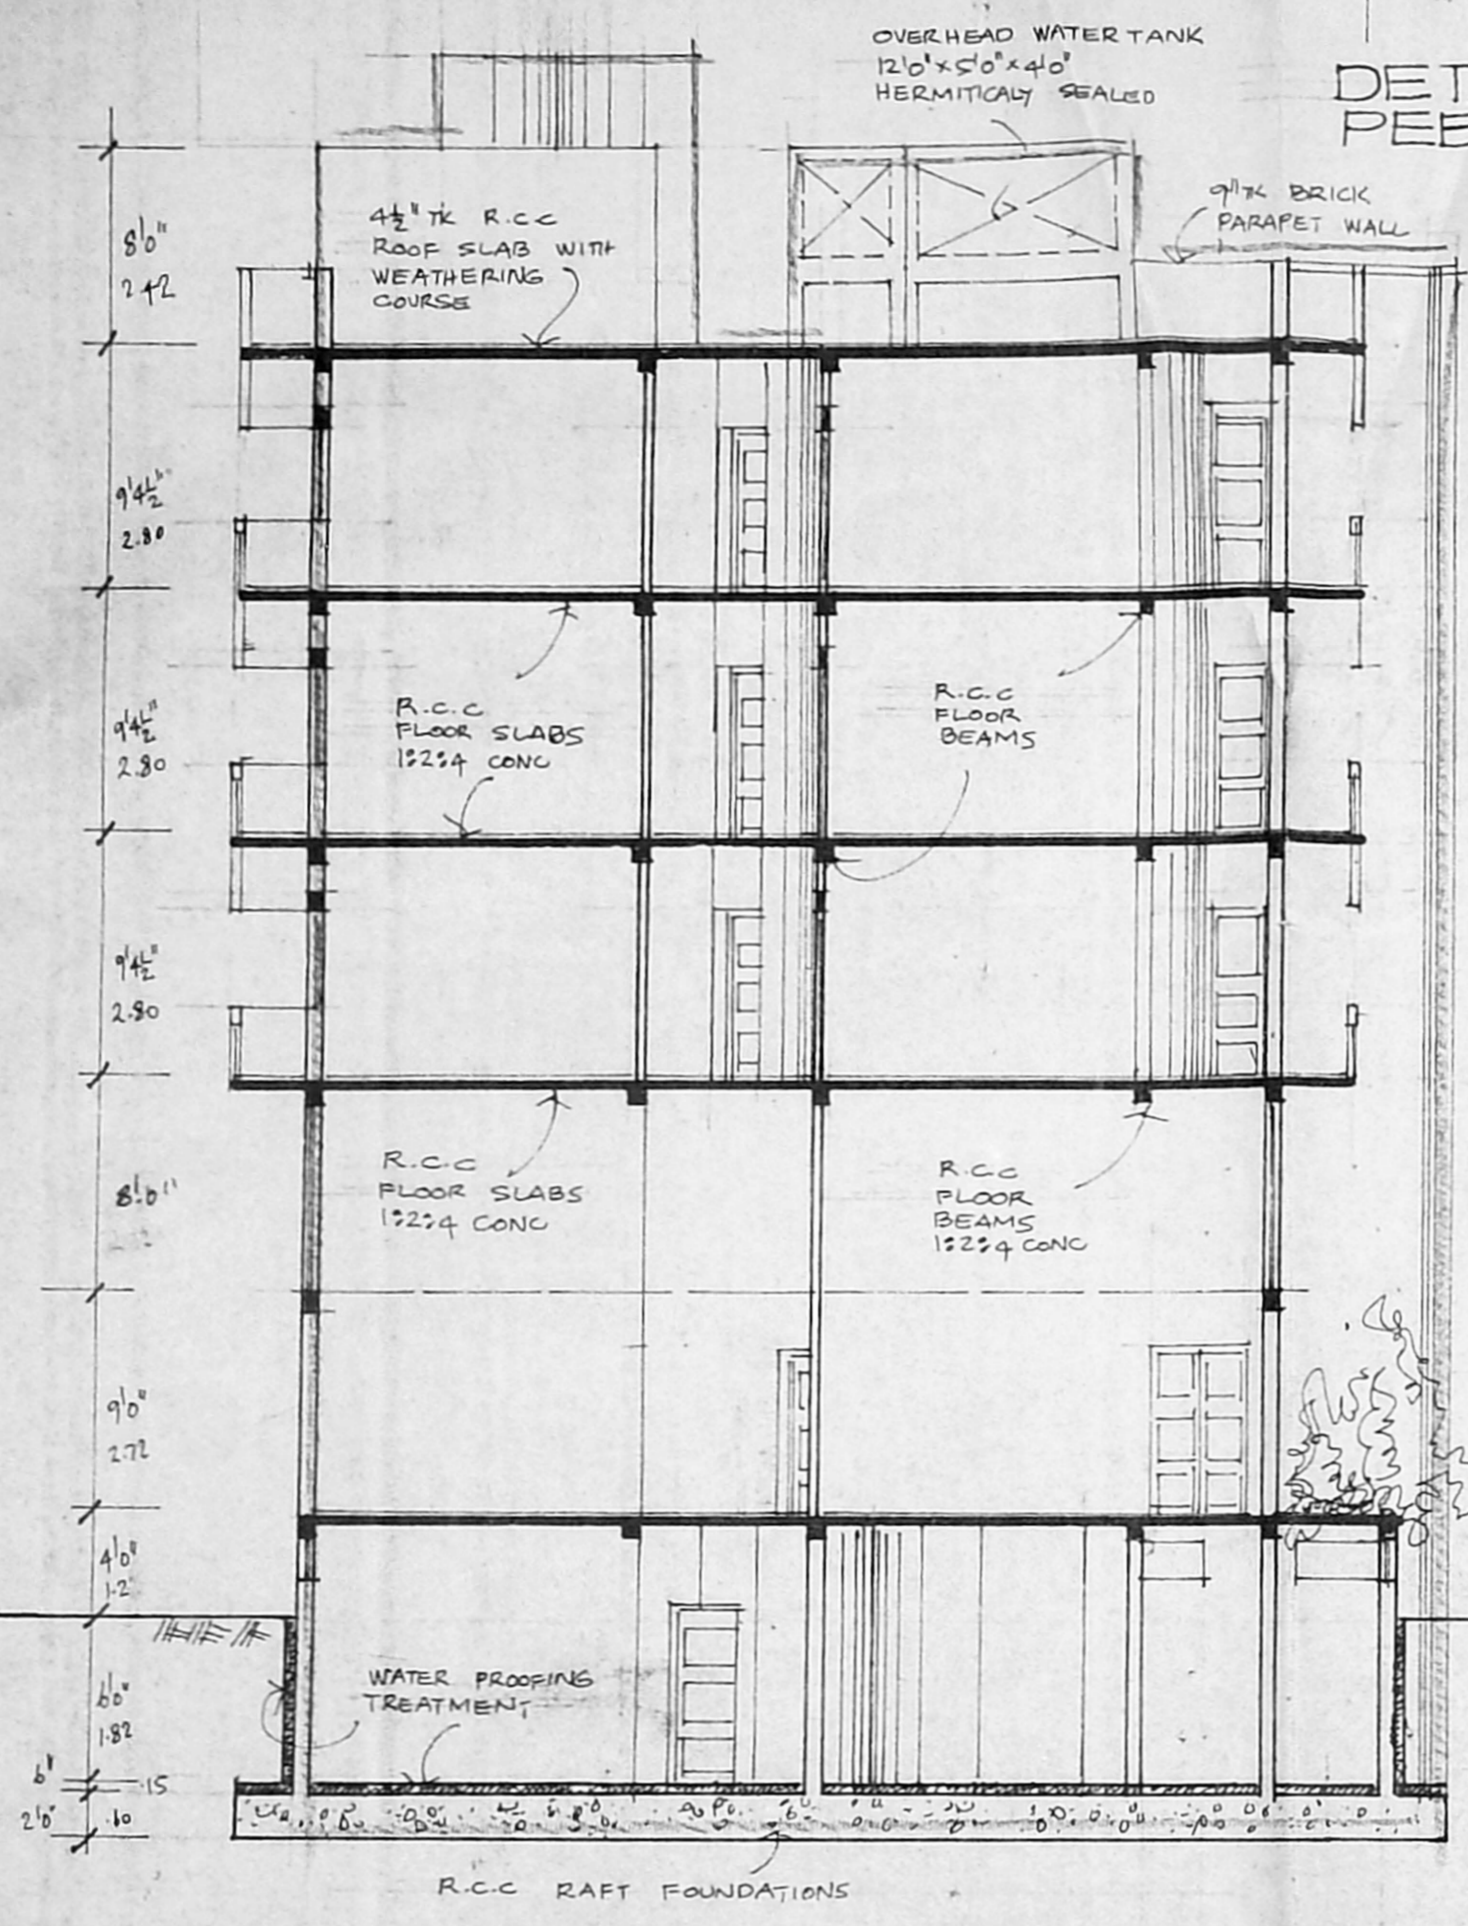 OVERHEAD WATER TANK
12'0" x 5'0" x 4'0"
HERMITICALY SEALED
DET
PEB
9" TK BRICK
PARAPET WALL
4½" TK R.C.C
ROOF SLAB WITH
WEATHERING
COURSE
8'0"
2.42
9'4½"
2.80
R.C.C
FLOOR SLABS
1:2:4 CONC
R.C.C
FLOOR
BEAMS
9'4½"
2.80
9'4½"
2.80
R.C.C
FLOOR SLABS
1:2:4 CONC
R.C.C
FLOOR
BEAMS
1:2:4 CONC
8'0"
9'0"
2.72
4'0"
1.2
WATER PROOFING
TREATMENT
6'0"
1.82
6" .15
2'0" .60
R.C.C RAFT FOUNDATIONS